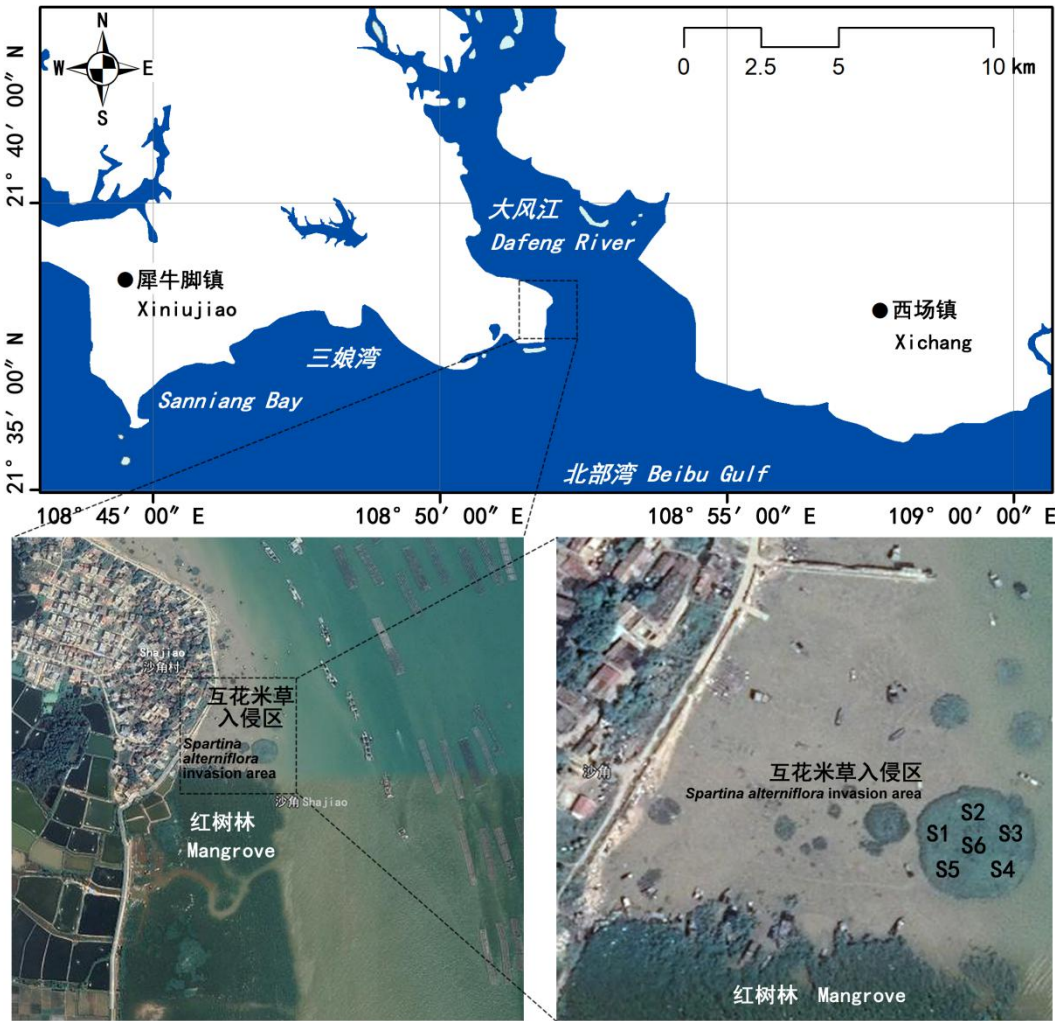 N
W E
S
0 2.5 5 10 km
21° 40′ 00″ N
大风江
Dafeng River
犀牛脚镇
Xiniujiao
西场镇
Xichang
三娘湾
Sanniang Bay
21° 35′ 00″ N
北部湾 Beibu Gulf
108° 45′ 00″ E 108° 50′ 00″ E 108° 55′ 00″ E 109° 00′ 00″ E
Shajiao
沙角村
互花米草
入侵区
Spartina
alterniflora
invasion area
沙角 Shajiao
红树林
Mangrove
沙角
互花米草入侵区
Spartina alterniflora invasion area
S2
S1 S3
S6
S5 S4
红树林 Mangrove